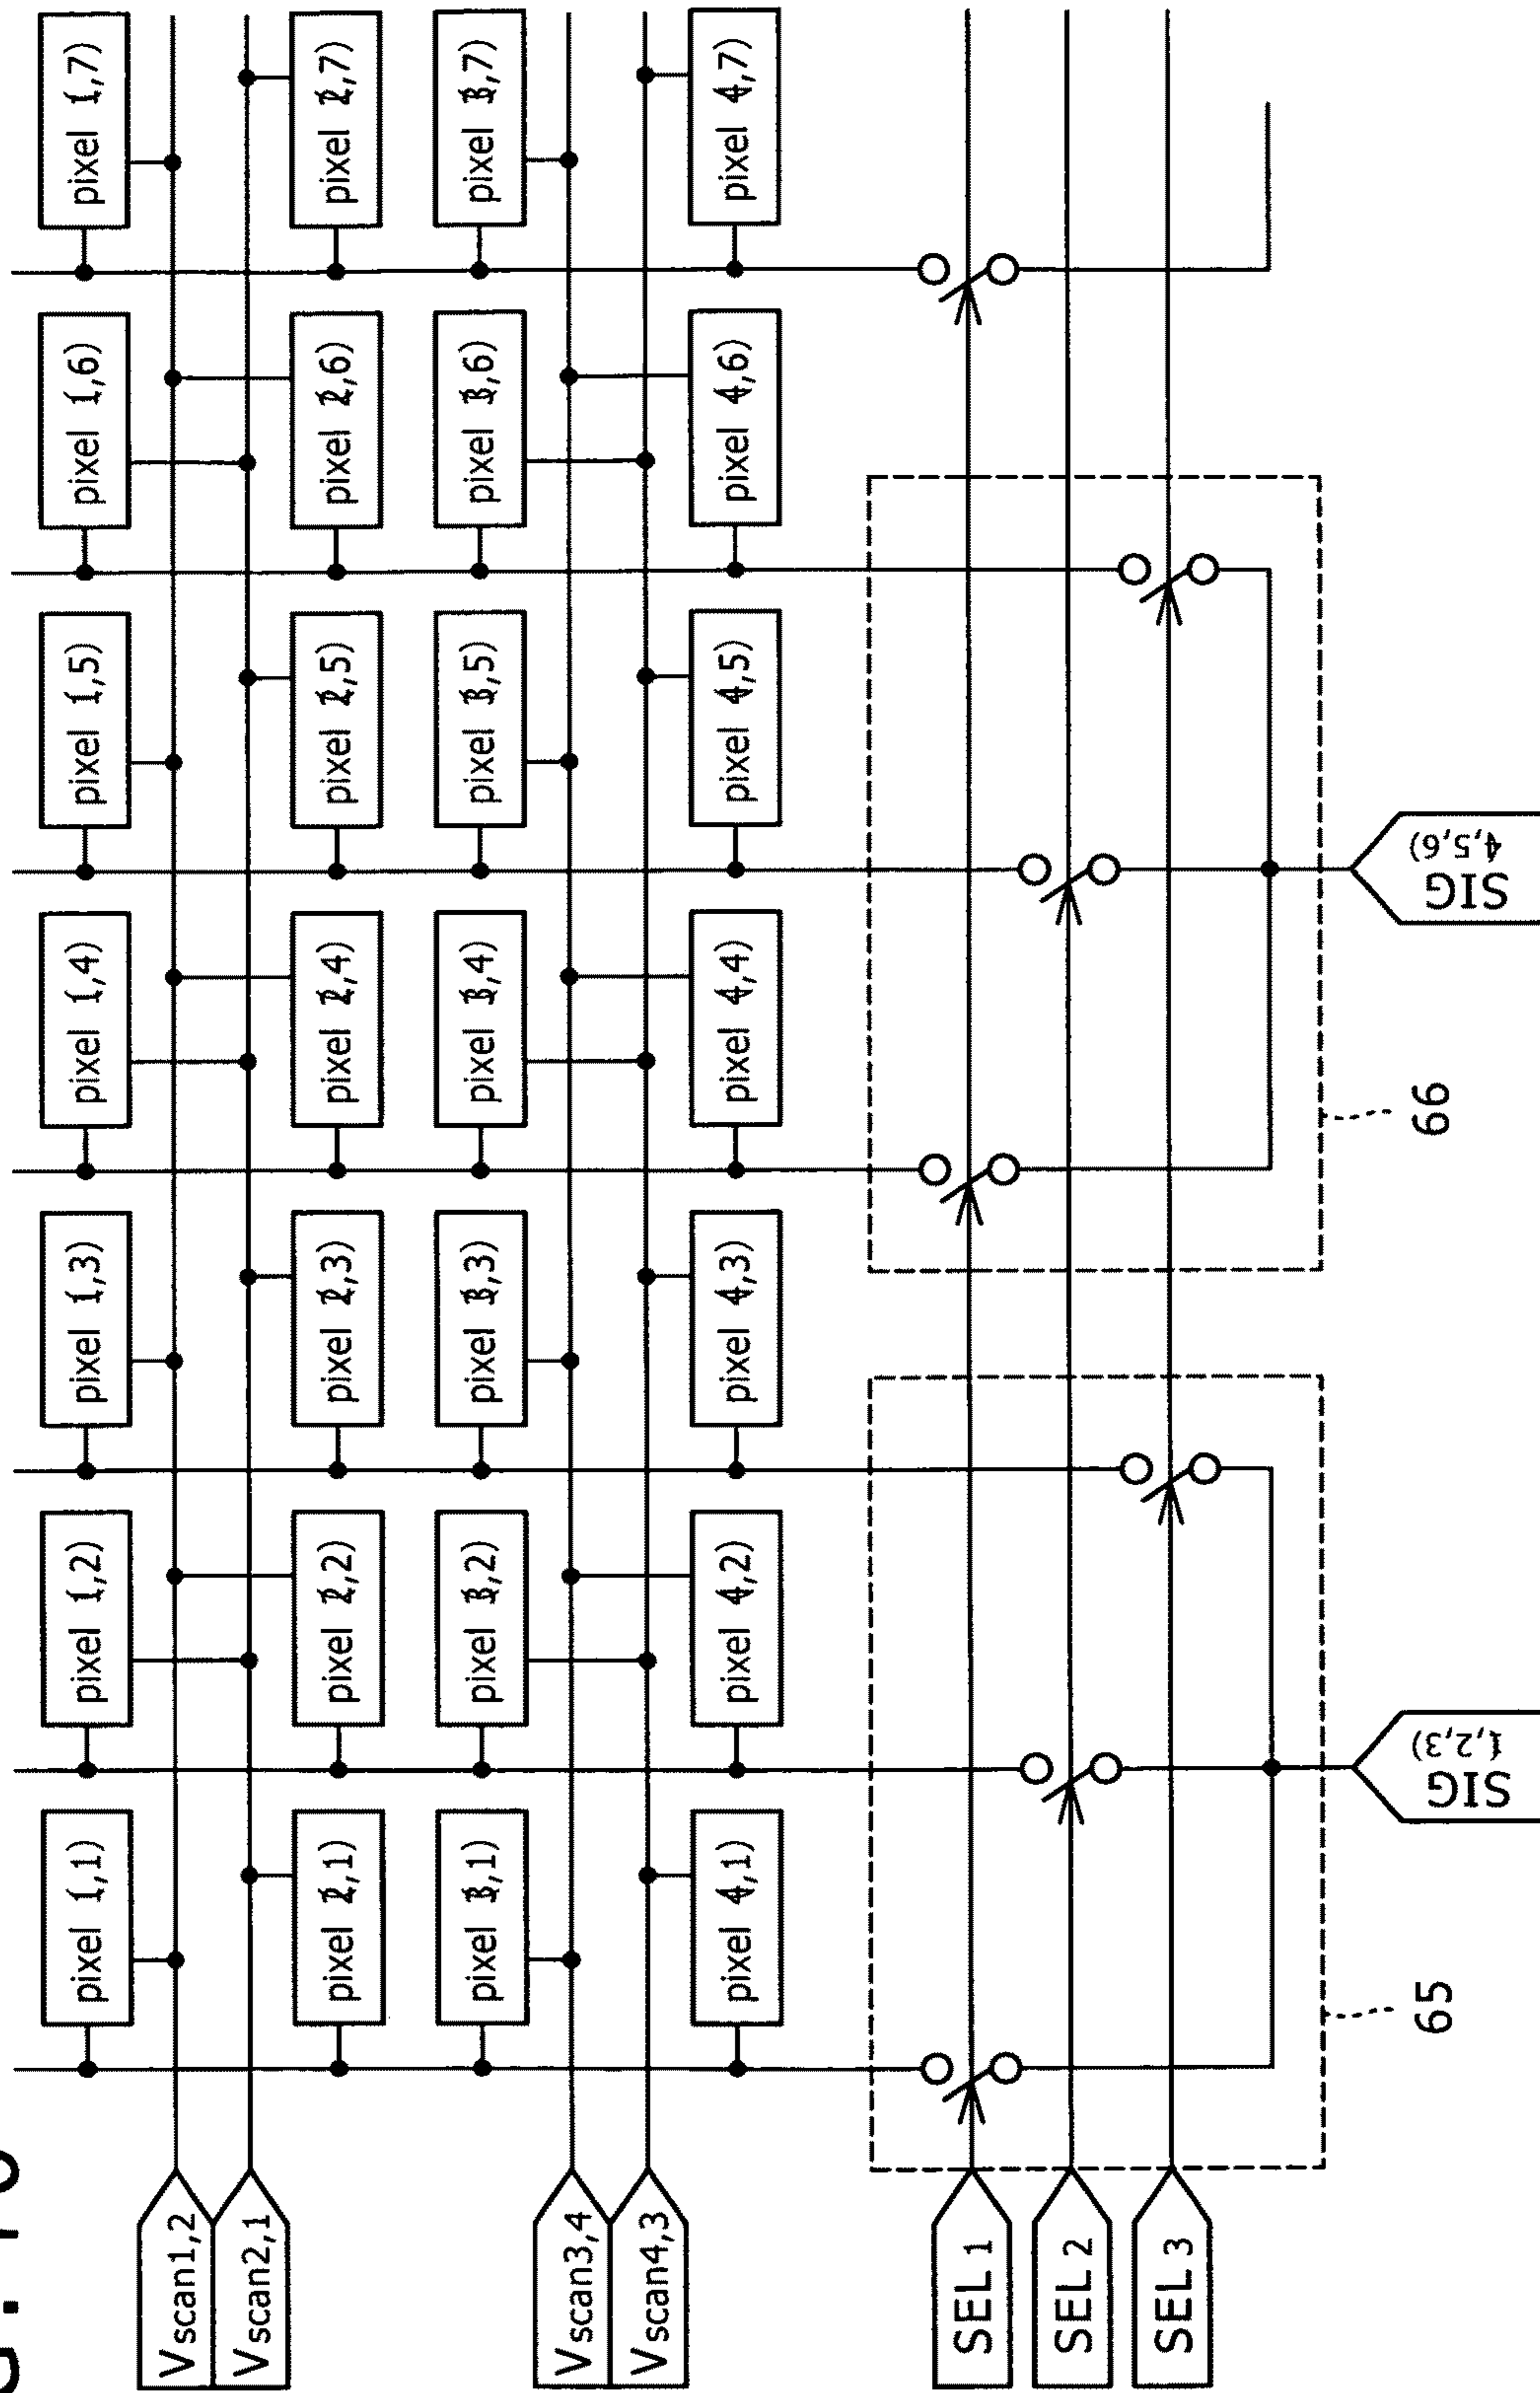 pixel (1,1) pixel (1,2) pixel (1,3) pixel (1,4) pixel (1,5) pixel (1,6) pixel (1,7)
Vscan1,2
Vscan2,1
pixel (2,1) pixel (2,2) pixel (2,3) pixel (2,4) pixel (2,5) pixel (2,6) pixel (2,7)
pixel (3,1) pixel (3,2) pixel (3,3) pixel (3,4) pixel (3,5) pixel (3,6) pixel (3,7)
Vscan3,4
Vscan4,3
pixel (4,1) pixel (4,2) pixel (4,3) pixel (4,4) pixel (4,5) pixel (4,6) pixel (4,7)
SEL 1
SEL 2
SEL 3
65
66
SIG
(1,2,3)
SIG
(4,5,6)